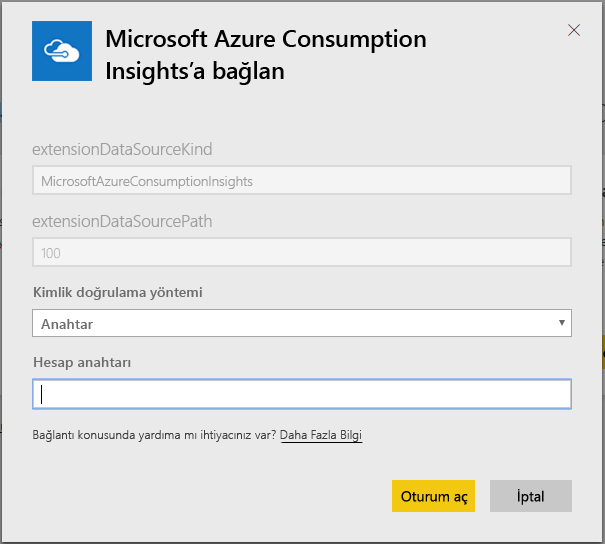 Microsoft Azure Consumption
Insights’a bağlan
extensionDataSourceKind
MicrosoftAzureConsumptionInsights
extensionDataSourcePath
100
Kimlik doğrulama yöntemi
Anahtar
Hesap anahtarı
Bağlantı konusunda yardıma mı ihtiyacınız var? Daha Fazla Bilgi
Oturum aç
İptal